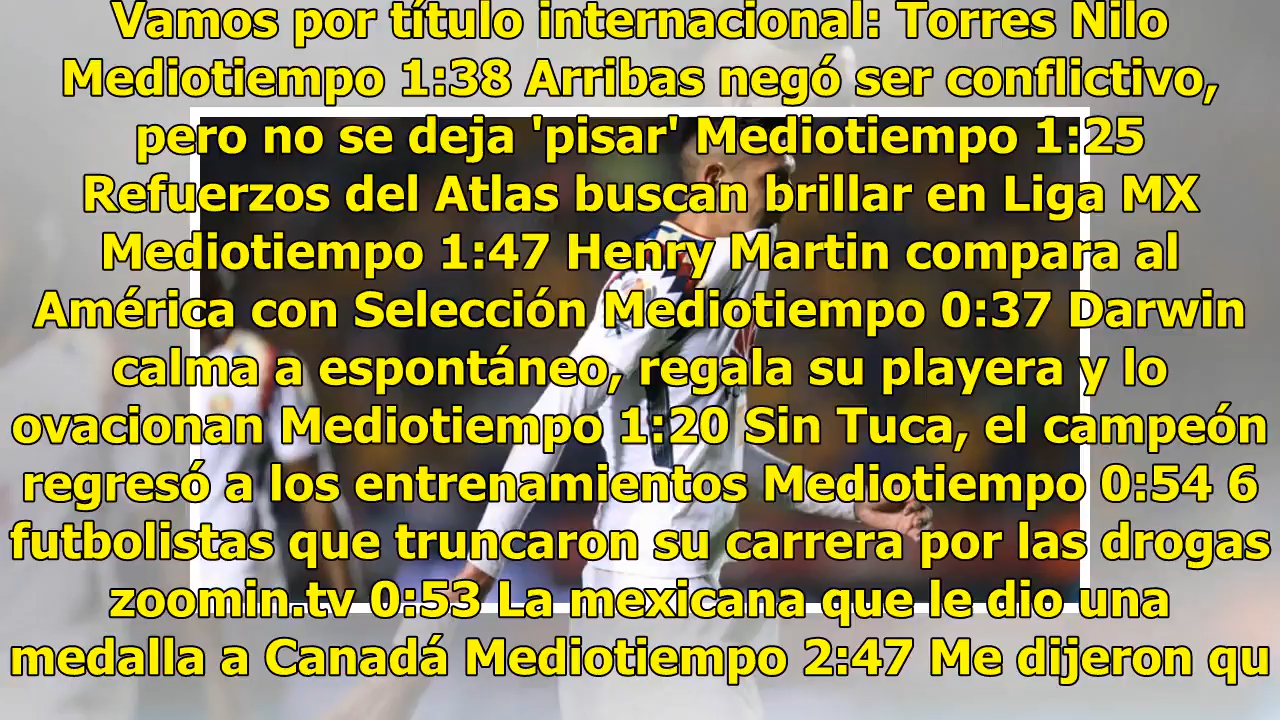 Vamos por título internacional: Torres Nilo
Mediotiempo 1:38 Arribas negó ser conflictivo,
pero no se deja 'pisar' Mediotiempo 1:25
Refuerzos del Atlas buscan brillar en Liga MX
Mediotiempo 1:47 Henry Martin compara al
América con Selección Mediotiempo 0:37 Darwin
calma a espontáneo, regala su playera y lo
ovacionan Mediotiempo 1:20 Sin Tuca, el campeón
regresó a los entrenamientos Mediotiempo 0:54 6
futbolistas que truncaron su carrera por las drogas
zoomin.tv 0:53 La mexicana que le dio una
medalla a Canadá Mediotiempo 2:47 Me dijeron qu